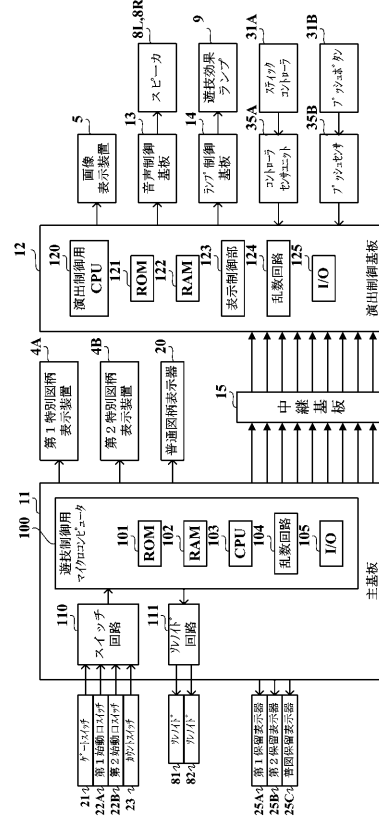 21
22A
22B
23
ｹﾞｰﾄｽｲｯﾁ
第1始動口スイッチ
第2始動口スイッチ
ｶｳﾝﾄｽｲｯﾁ
81
82
ｿﾚﾉｲﾄﾞ
ｿﾚﾉｲﾄﾞ
25A
25B
25C
第1保留表示器
第2保留表示器
普図保留表示器
110
スイッチ
回路
111
ｿﾚﾉｲﾄﾞ
回路
100
11
遊技制御用
マイクロコンピュータ
101
ROM
102
RAM
103
CPU
104
乱数回路
105
I/O
主基板
4A
第1特別図柄
表示装置
4B
第2特別図柄
表示装置
20
普通図柄表示器
15
中継基板
12
120
演出制御用
CPU
121
ROM
122
RAM
123
表示制御部
124
乱数回路
125
I/O
演出制御基板
5
画像
表示装置
13
音声制御
基板
8L,8R
スピーカ
14
ﾗﾝﾌﾟ制御
基板
9
遊技効果
ランプ
35A
コントローラ
センサユニット
31A
スティック
コントローラ
35B
プッシュセンサ
31B
プッシュボタン